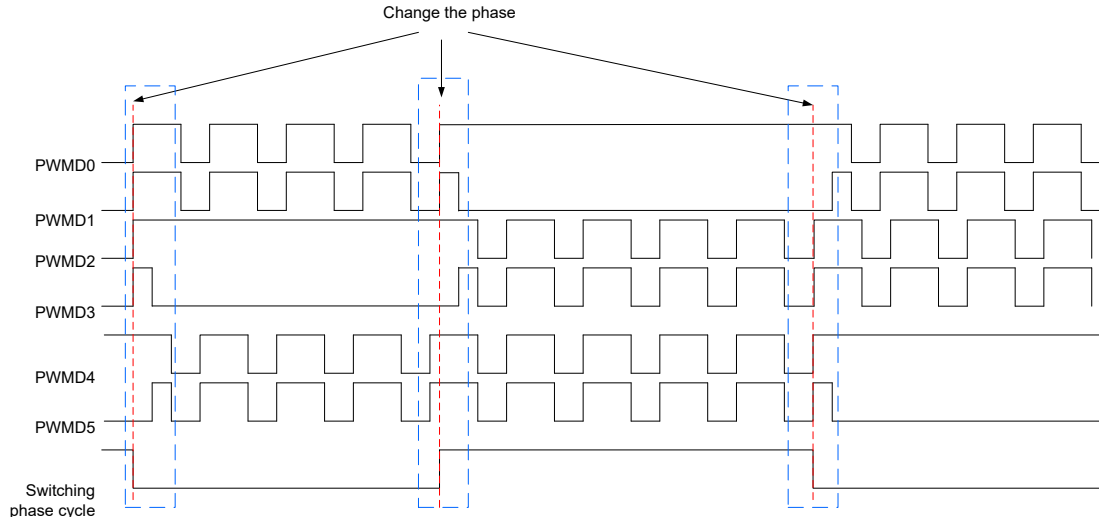 Change the phase
PWMD0
PWMD1
PWMD2
PWMD3
PWMD4
PWMD5
Switching
phase cycle